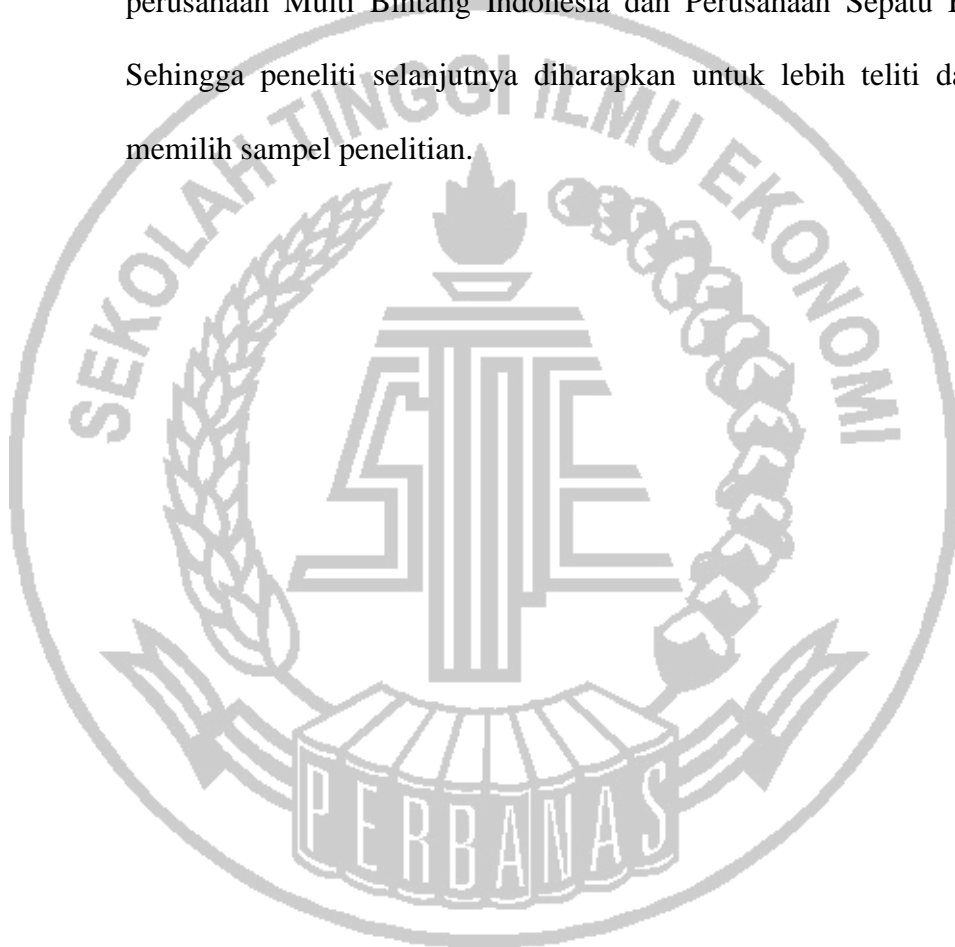 perusahaan Multi Bintang Indonesia dan Perusahaan Sepatu
Sehingga peneliti selanjutnya diharapkan untuk lebih teliti
memilih sampel penelitian.
SEKOLAH TINGGI ILMU EKONOMI
STIE
PERBANAS